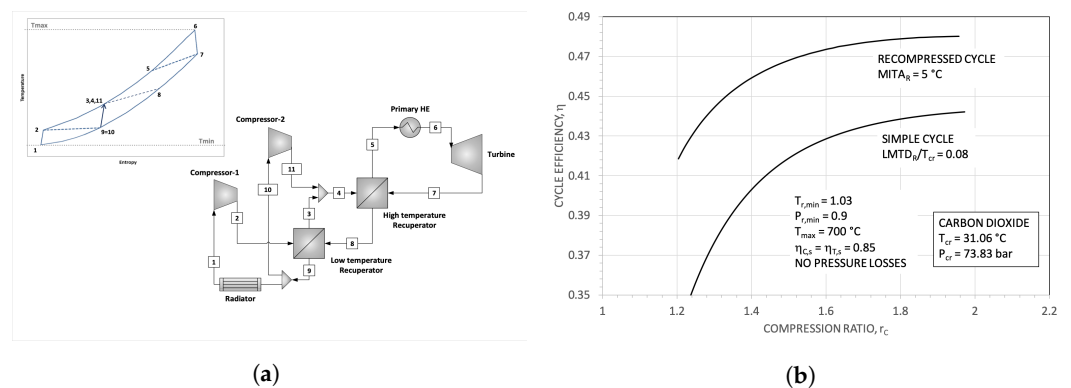 Tmax
6
7
5
3,4,11
8
2
9=10
1
Tmin
Temperature
Entropy
Primary HE
Compressor-2
6
5
Turbine
11
Compressor-1
10
4
7
2
3
High temperature
Recuperator
8
Low temperature
Recuperator
1
9
Radiator
(a)
0.49
0.47
0.45
0.43
0.41
0.39
0.37
0.35
CYCLE EFFICIENCY, η
RECOMPRESSED CYCLE
MITA_R = 5 °C
SIMPLE CYCLE
LMTD_R/T_cr = 0.08
T_r,min = 1.03
P_r,min = 0.9
T_max = 700 °C
η_C,s = η_T,s = 0.85
NO PRESSURE LOSSES
CARBON DIOXIDE
T_cr = 31.06 °C
P_cr = 73.83 bar
1 1.2 1.4 1.6 1.8 2 2.2
COMPRESSION RATIO, r_C
(b)